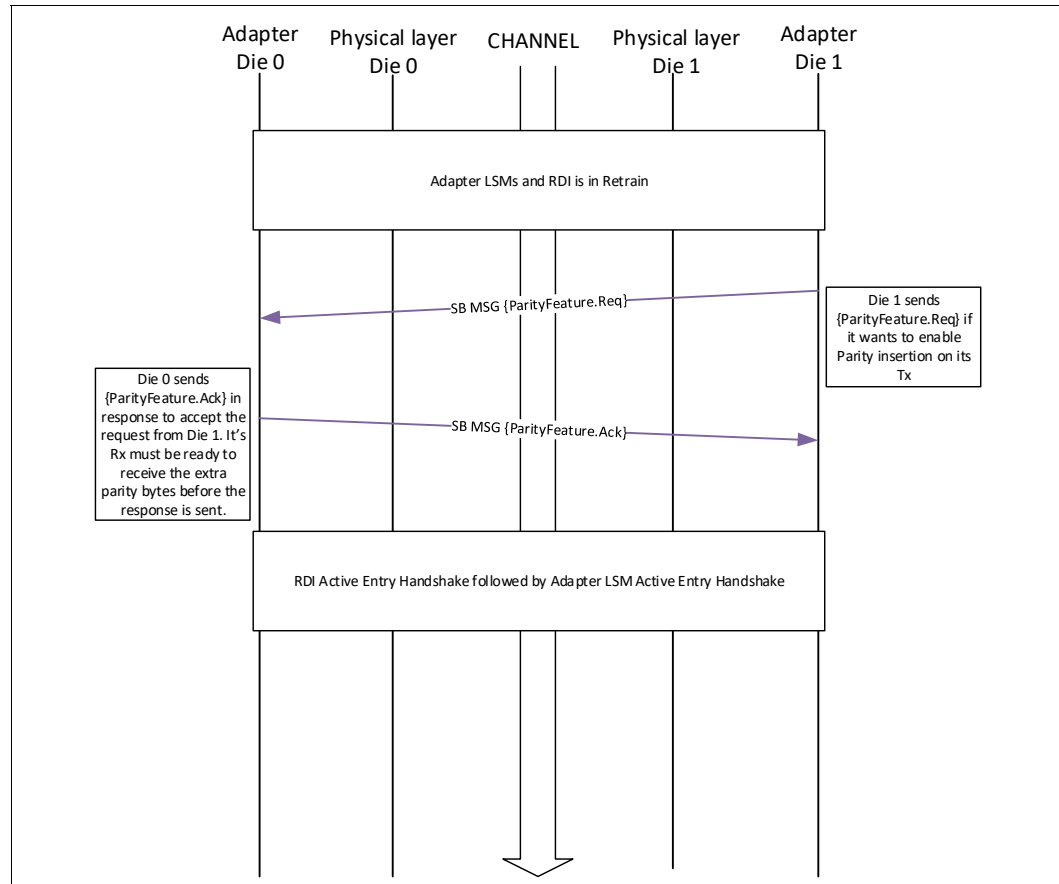 Adapter
Die 0
Physical layer
Die 0
CHANNEL
Physical layer
Die 1
Adapter
Die 1
Adapter LSMs and RDI is in Retrain
SB MSG {ParityFeature.Req}
Die 1 sends
{ParityFeature.Req} if
it wants to enable
Parity insertion on its
Tx
Die 0 sends
{ParityFeature.Ack} in
response to accept the
request from Die 1. It's
Rx must be ready to
receive the extra
parity bytes before the
response is sent.
SB MSG {ParityFeature.Ack}
RDI Active Entry Handshake followed by Adapter LSM Active Entry Handshake